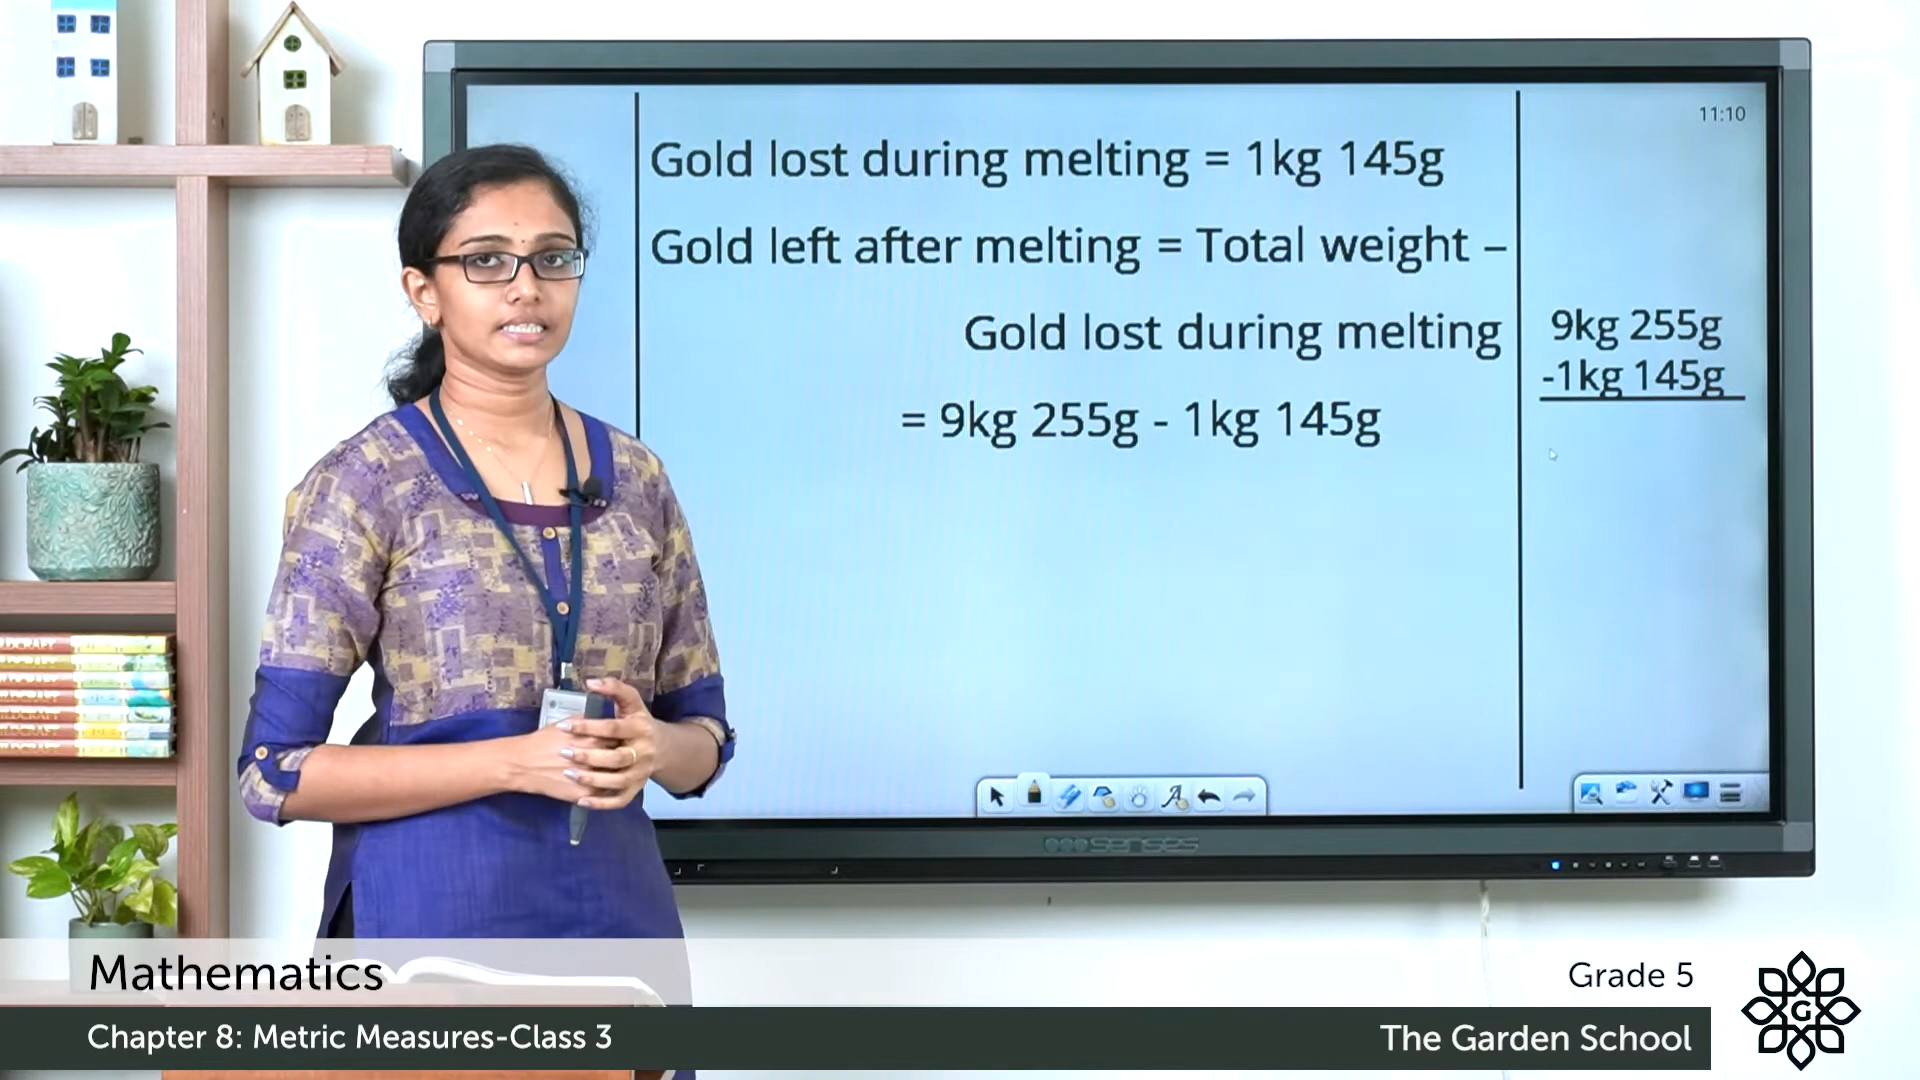 11:10
Gold lost during melting = 1kg 145g
Gold left after melting = Total weight –
Gold lost during melting
= 9kg 255g - 1kg 145g
9kg 255g
-1kg 145g
senses
Mathematics
Grade 5
Chapter 8: Metric Measures-Class 3
The Garden School
G